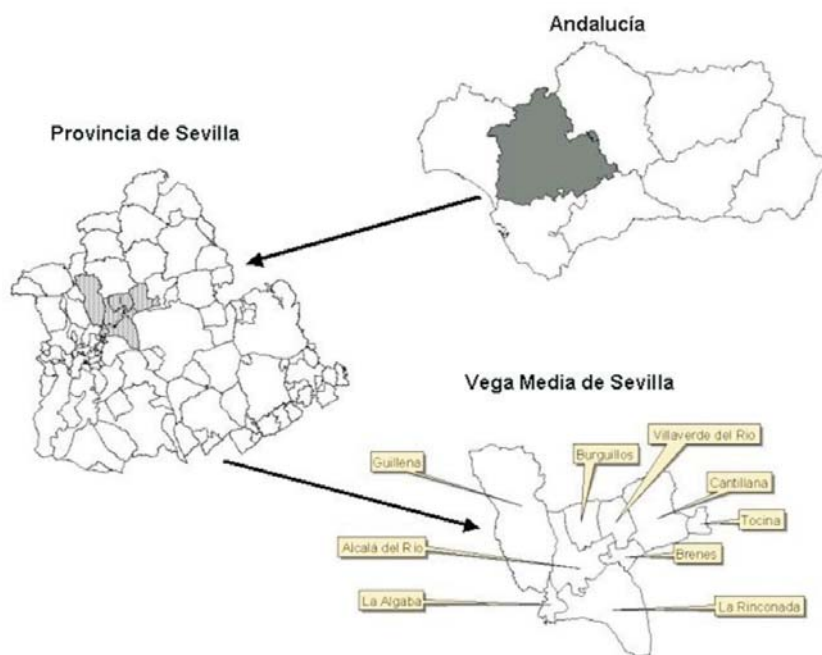 Andalucía
Provincia de Sevilla
Vega Media de Sevilla
Villaverde del Rio
Burguillos
Guillena
Cantillana
Tocina
Alcalá del Río
Brenes
La Algaba
La Rinconada